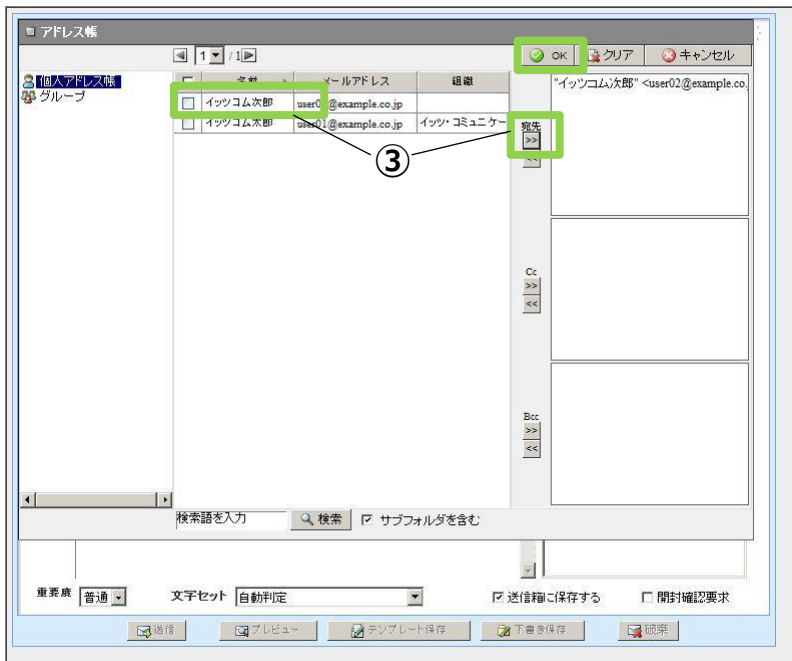 アドレス帳
1 / 1
OK クリア キャンセル
個人アドレス帳
グループ
名前 メールアドレス 組織
イッツコム次郎 user02@example.co.jp
イッツコム太郎 user01@example.co.jp イッツ・コミュニケー
③
宛先
>>
<<
"イッツコム次郎" <user02@example.co.
Cc
>>
<<
Bcc
>>
<<
検索語を入力 検索 サブフォルダを含む
重要度 普通 文字セット 自動判定 送信箱に保存する 開封確認要求
送信 プレビュー テンプレート保存 下書き保存 破棄